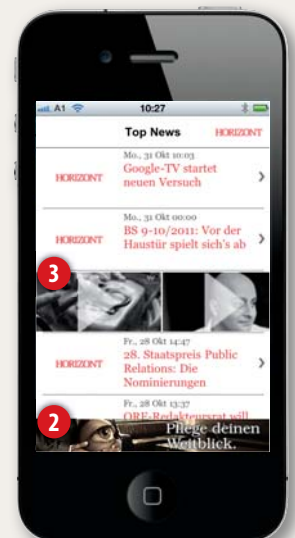 A1 10:27
Top News HORIZONT
Mo., 31 Okt 10:03
HORIZONT
Google-TV startet
neuen Versuch
Mo., 31 Okt 00:00
HORIZONT
BS 9-10/2011: Vor der
Haustür spielt sich's ab
3
Fr., 28 Okt 14:47
HORIZONT
28. Staatspreis Public
Relations: Die
Nominierungen
Fr., 28 Okt 13:37
ORF-Redakteursrat will
2
Pflege deinen
Weitblick.